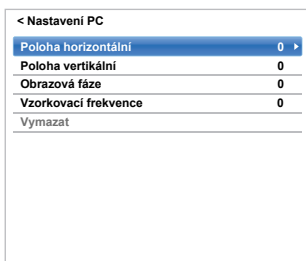 < Nastavení PC
Poloha horizontální 0
Poloha vertikální 0
Obrazová fáze 0
Vzorkovací frekvence 0
Vymazat